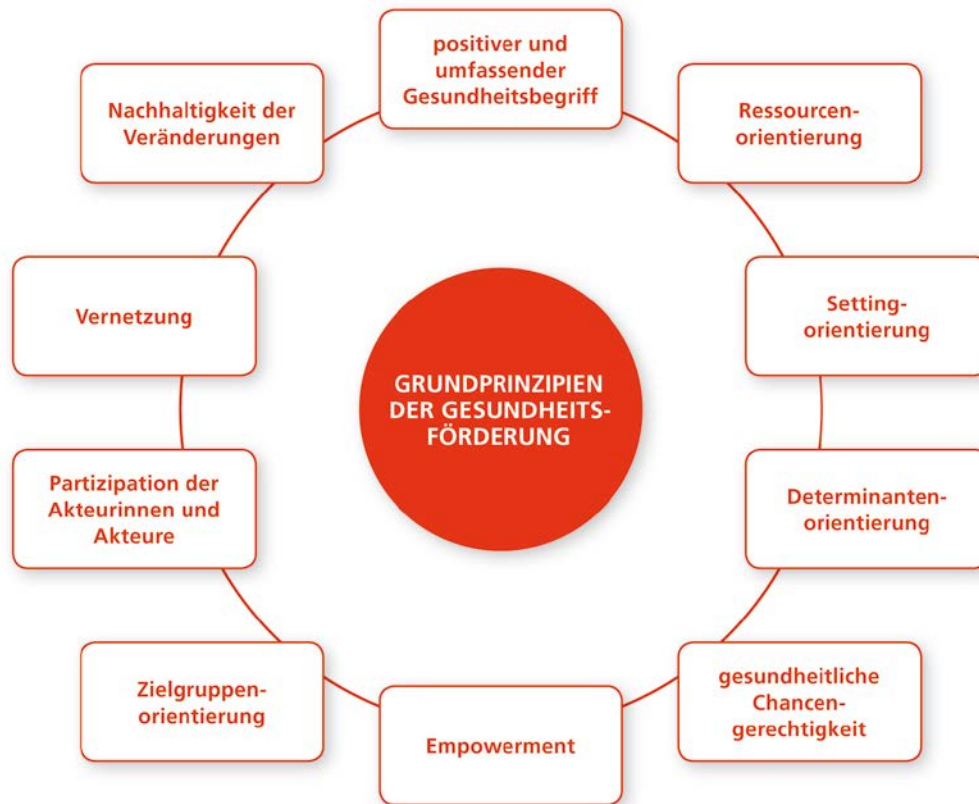 positiver und
umfassender
Gesundheitsbegriff
Ressourcen-
orientierung
Setting-
orientierung
Determinanten-
orientierung
gesundheitliche
Chancen-
gerechtigkeit
Empowerment
Zielgruppen-
orientierung
Partizipation der
Akteurinnen und
Akteure
Vernetzung
Nachhaltigkeit der
Veränderungen
GRUNDPRINZIPIEN
DER GESUNDHEITS-
FÖRDERUNG